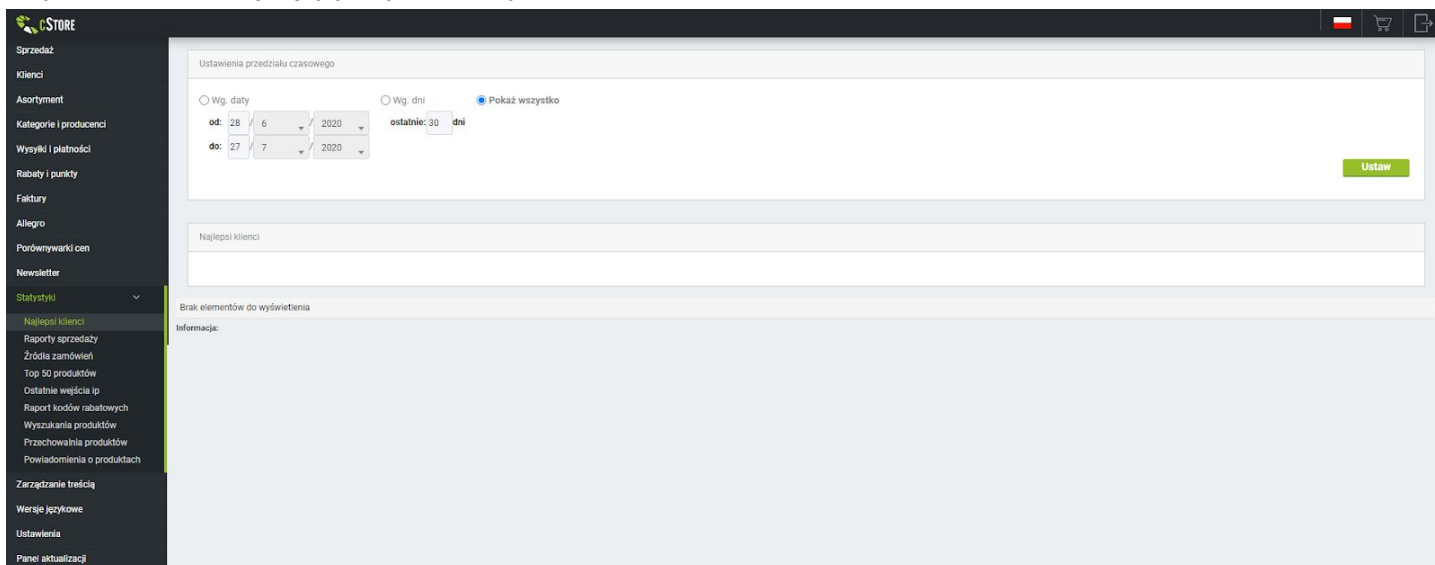 cSTORE
Sprzedaż
Klienci
Asortyment
Kategorie i producenci
Wysyłki i płatności
Rabaty i punkty
Faktury
Allegro
Porównywarki cen
Newsletter
Statystyki
Najlepsi klienci
Raporty sprzedaży
Źródła zamówień
Top 50 produktów
Ostatnie wejścia ip
Raport kodów rabatowych
Wyszukania produktów
Przechowalnia produktów
Powiadomienia o produktach
Zarządzanie treścią
Wersje językowe
Ustawienia
Panel aktualizacji
Ustawienia przedziału czasowego
Wg. daty Wg. dni Pokaż wszystko
od: 28 / 6 / 2020 ostatnie: 30 dni
do: 27 / 7 / 2020
Ustaw
Najlepsi klienci
Brak elementów do wyświetlenia
Informacja: